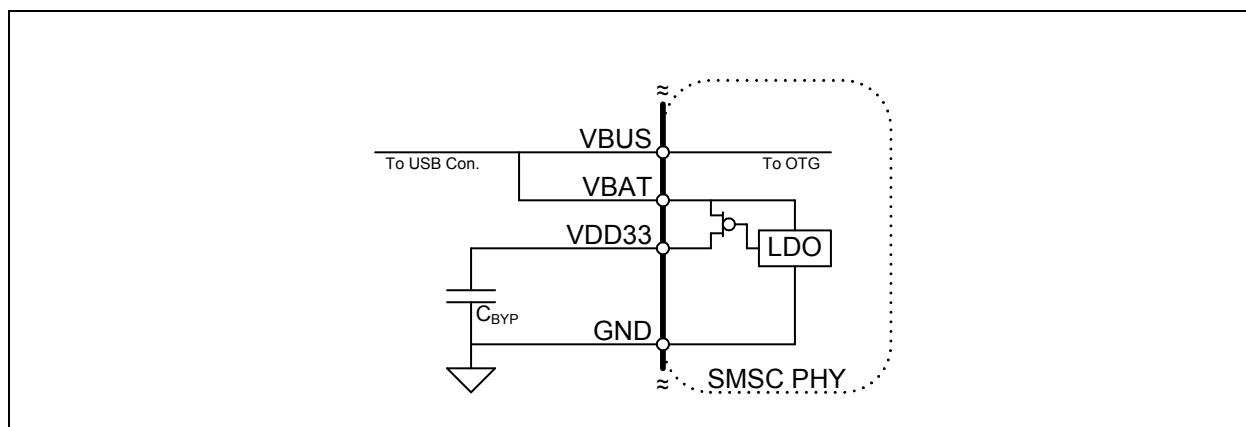 VBUS
To USB Con.
To OTG
VBAT
VDD33
LDO
CBYP
GND
SMSC PHY